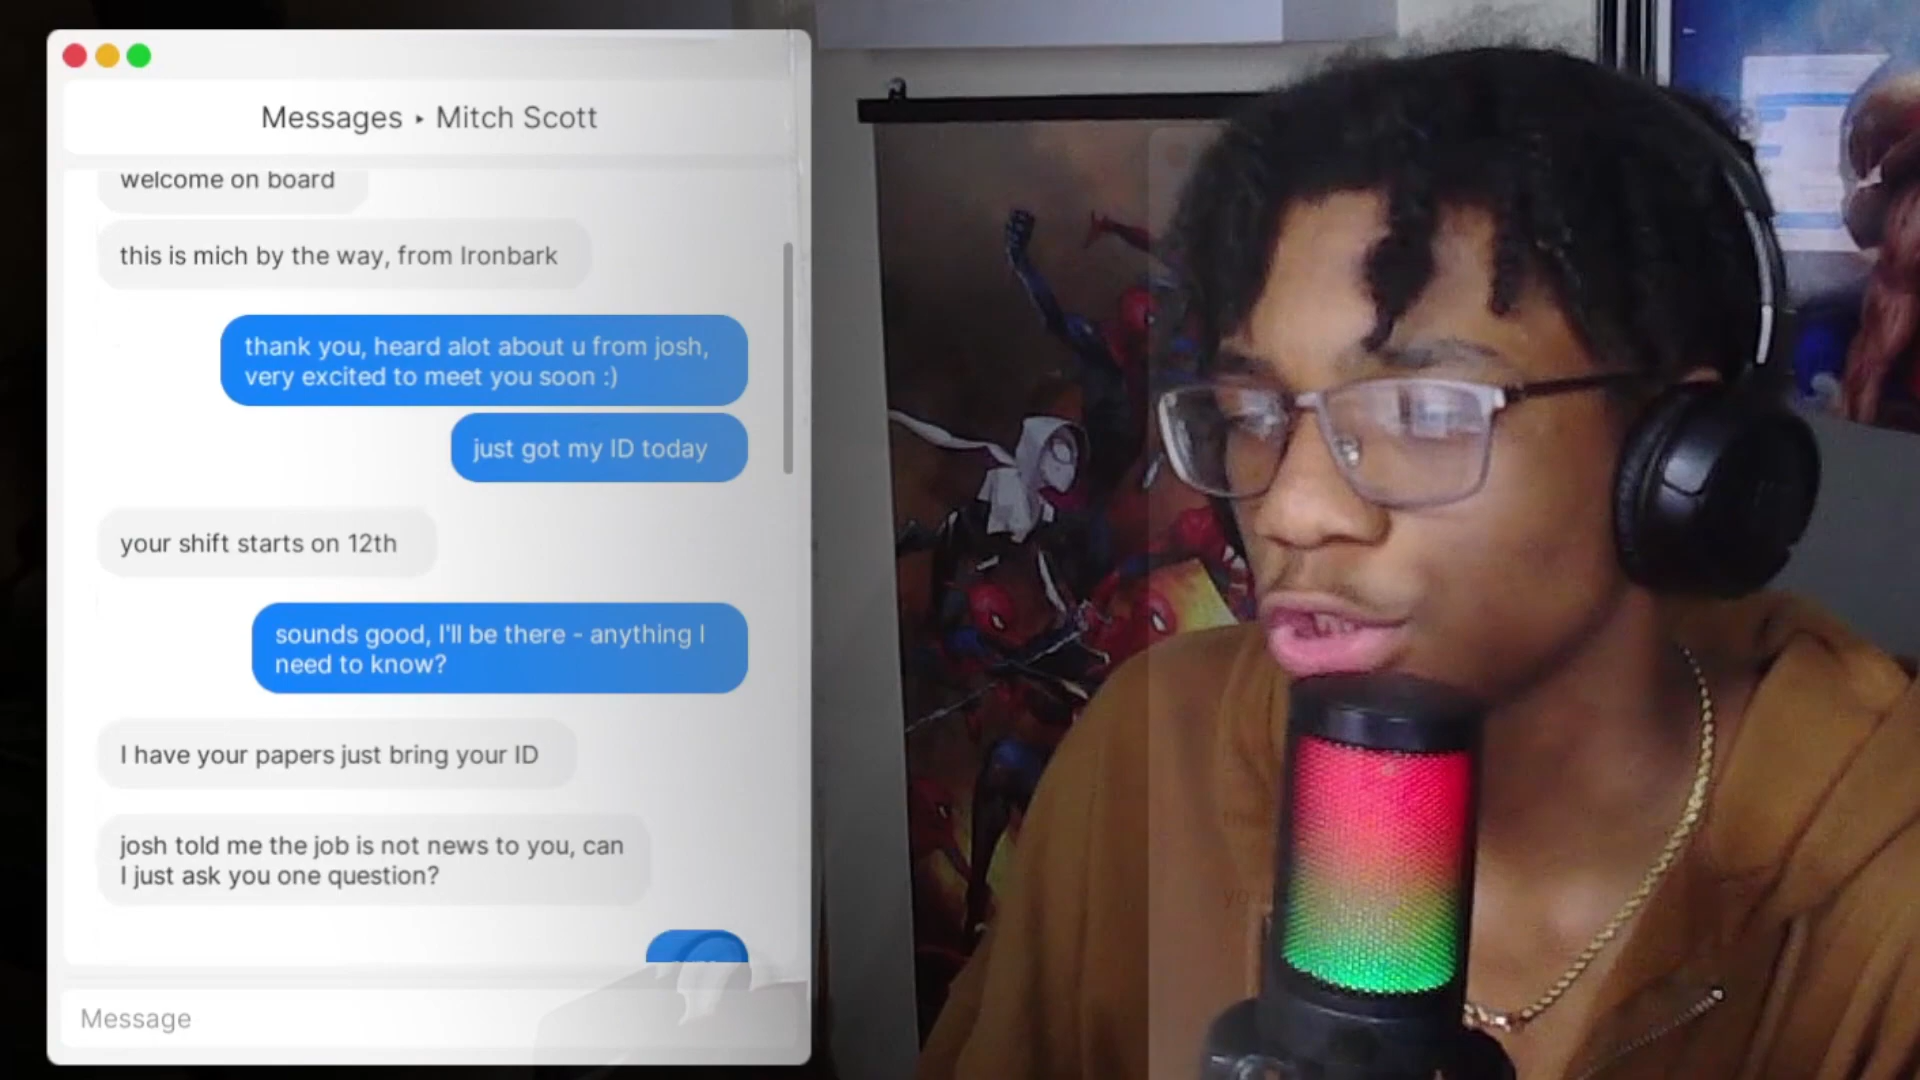 Messages ‣ Mitch Scott
welcome on board
this is mich by the way, from Ironbark
thank you, heard alot about u from josh,
very excited to meet you soon :)
just got my ID today
your shift starts on 12th
sounds good, I'll be there - anything I
need to know?
I have your papers just bring your ID
josh told me the job is not news to you, can
I just ask you one question?
Message